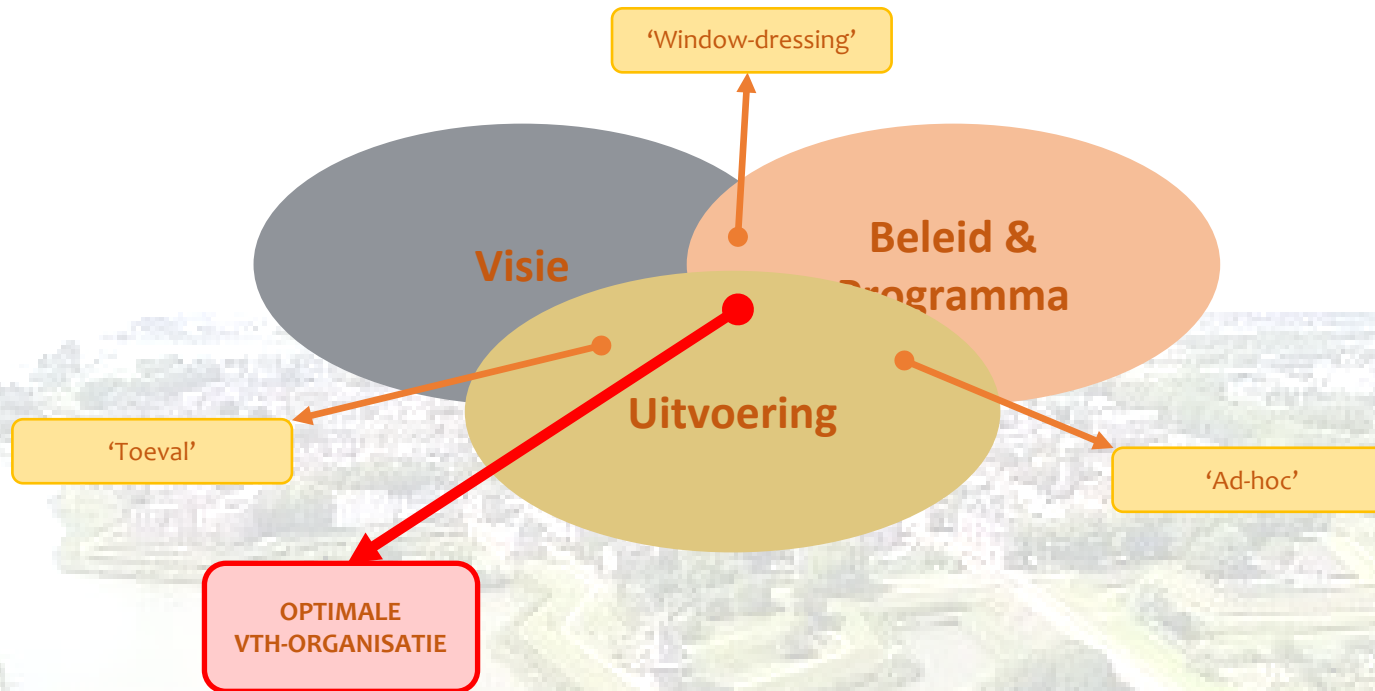 ‘Window-dressing’
Visie
Beleid &
Programma
Uitvoering
‘Toeval’
‘Ad-hoc’
OPTIMALE
VTH-ORGANISATIE